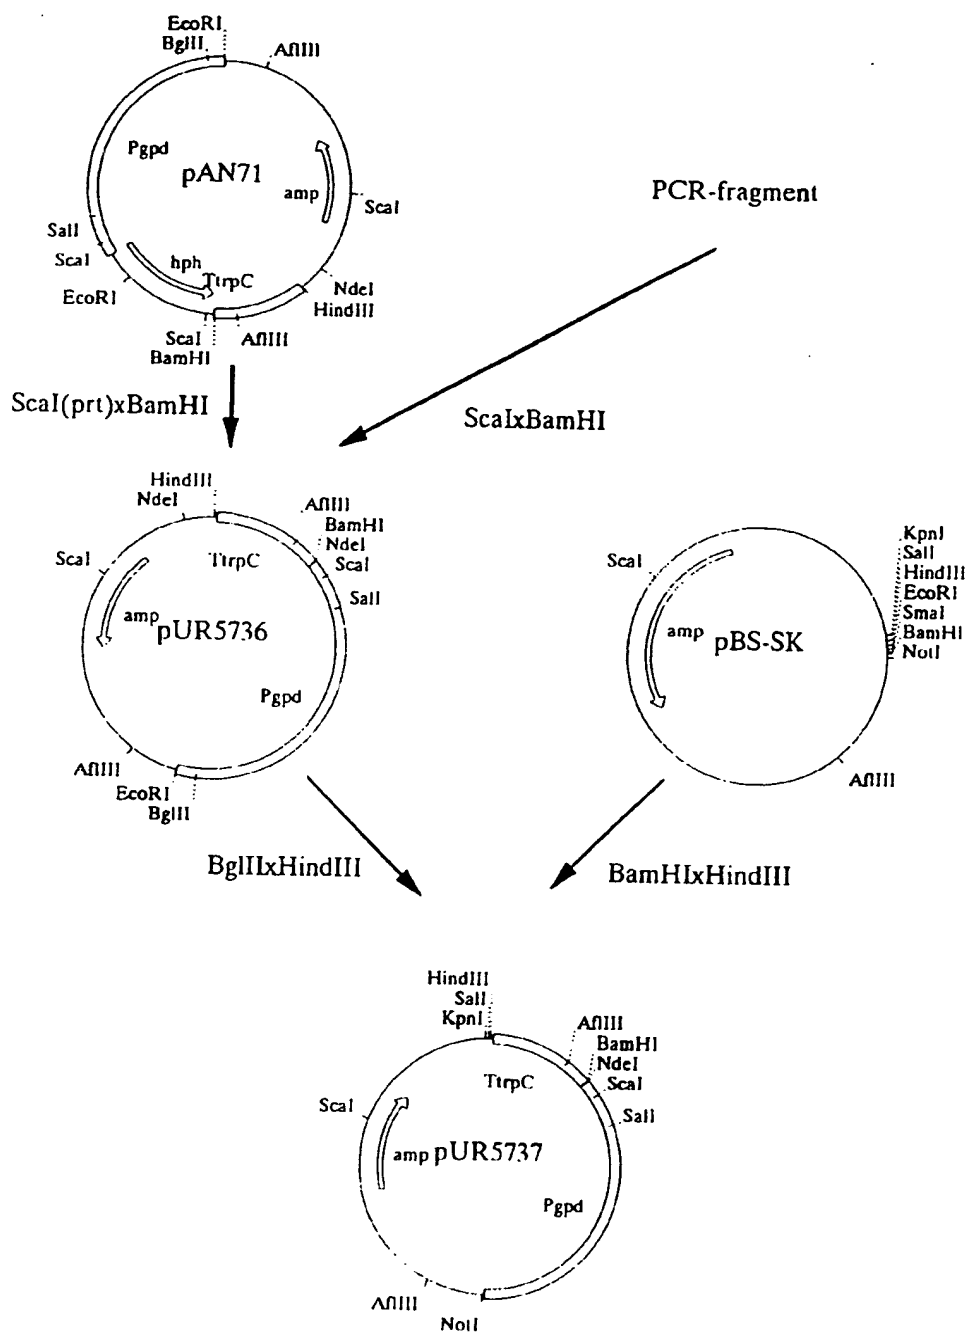 EcoRI
BglII
AflIII
Pgpd
pAN71
amp
ScaI
SalI
ScaI
EcoRI
hph
TtrpC
NdeI
HindIII
ScaI
AflIII
BamHI
PCR-fragment
ScaI(prt)xBamHI
ScaIxBamHI
HindIII
NdeI
AflIII
BamHI
NdeI
ScaI
ScaI
SalI
TtrpC
amp
pUR5736
Pgpd
AflIII
EcoRI
BglII
ScaI
KpnI
SalI
HindIII
EcoRI
SmaI
BamHI
NotI
amp
pBS-SK
AflIII
BglIIxHindIII
BamHIxHindIII
HindIII
SalI
KpnI
AflIII
BamHI
NdeI
ScaI
SalI
TtrpC
ScaI
amp
pUR5737
Pgpd
AflIII
NotI